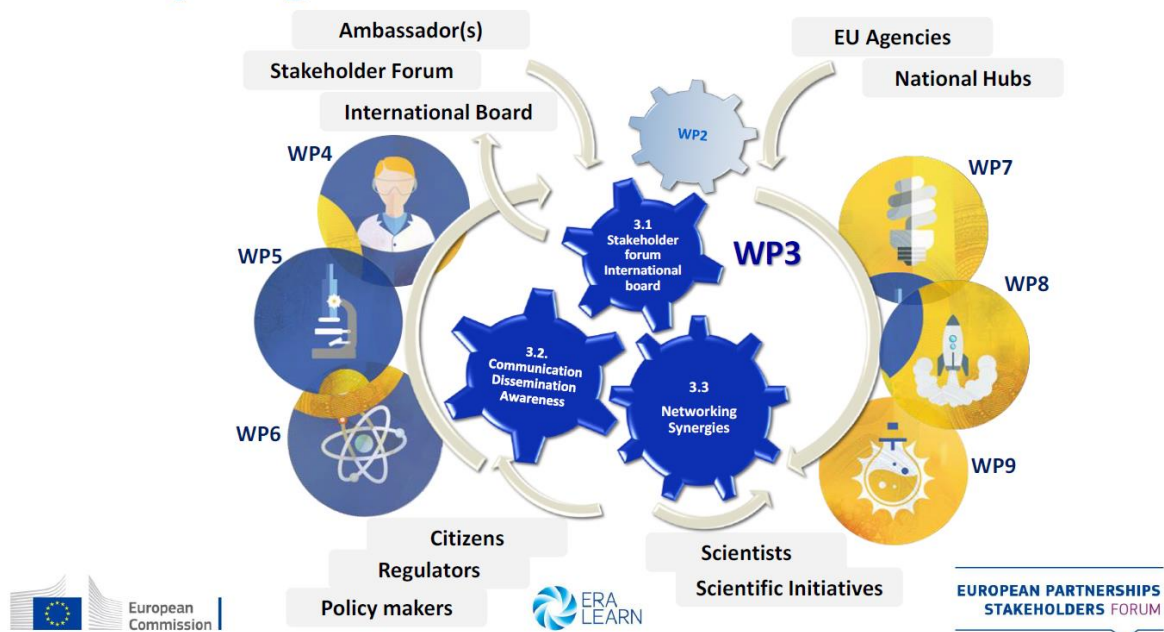 Ambassador(s)
Stakeholder Forum
International Board
EU Agencies
National Hubs
WP2
WP4
WP5
WP6
3.1
Stakeholder
forum
International
board
WP3
3.2.
Communication
Dissemination
Awareness
3.3
Networking
Synergies
WP7
WP8
WP9
Citizens
Regulators
Policy makers
Scientists
Scientific Initiatives
European
Commission
ERA
LEARN
EUROPEAN PARTNERSHIPS
STAKEHOLDERS FORUM